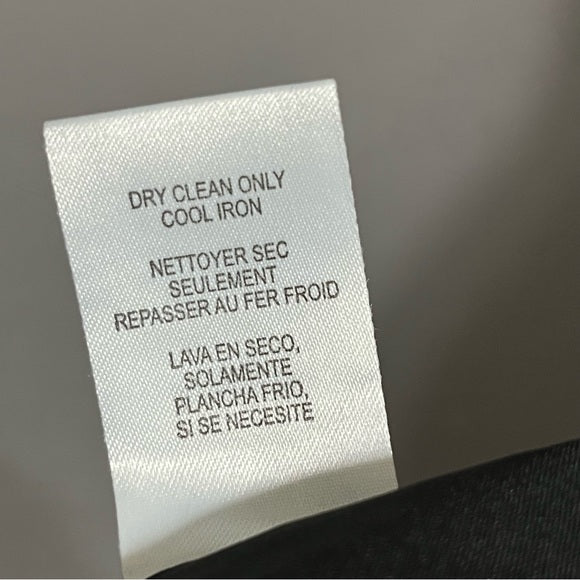 DRY CLEAN ONLY
COOL IRON
NETTOYER SEC
SEULEMENT
REPASSER AU FER FROID
LAVA EN SECO,
SOLAMENTE
PLANCHA FRIO,
SI SE NECESITE